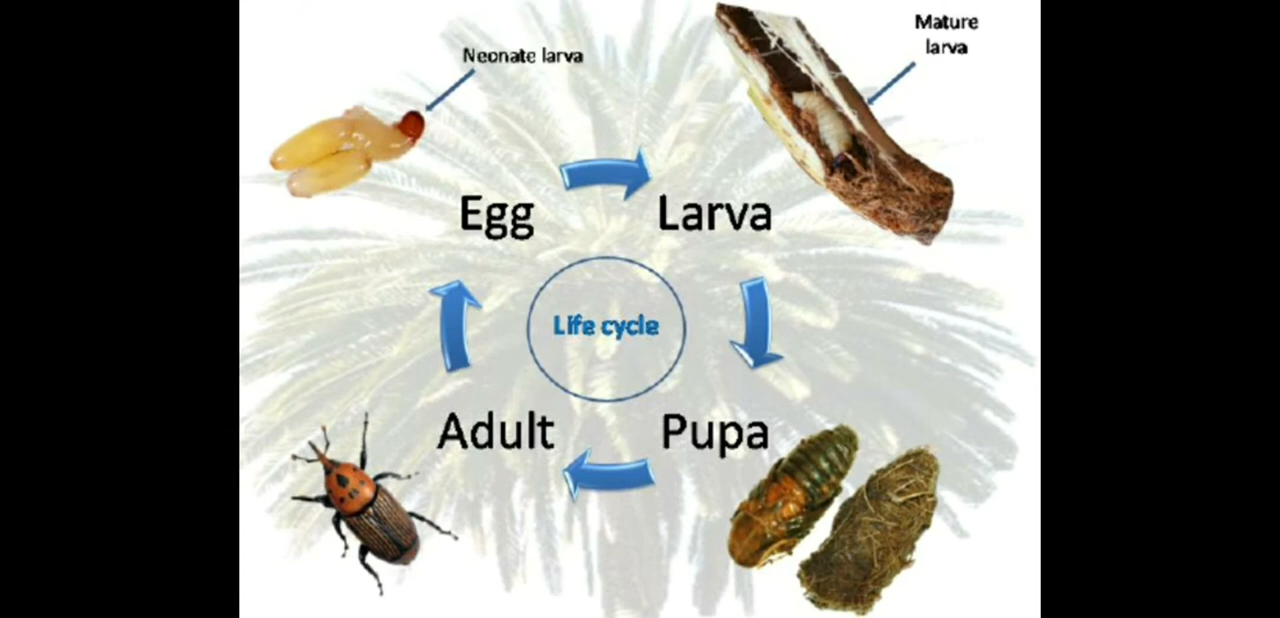 Neonate larva
Mature
larva
Egg
Larva
Life cycle
Adult
Pupa